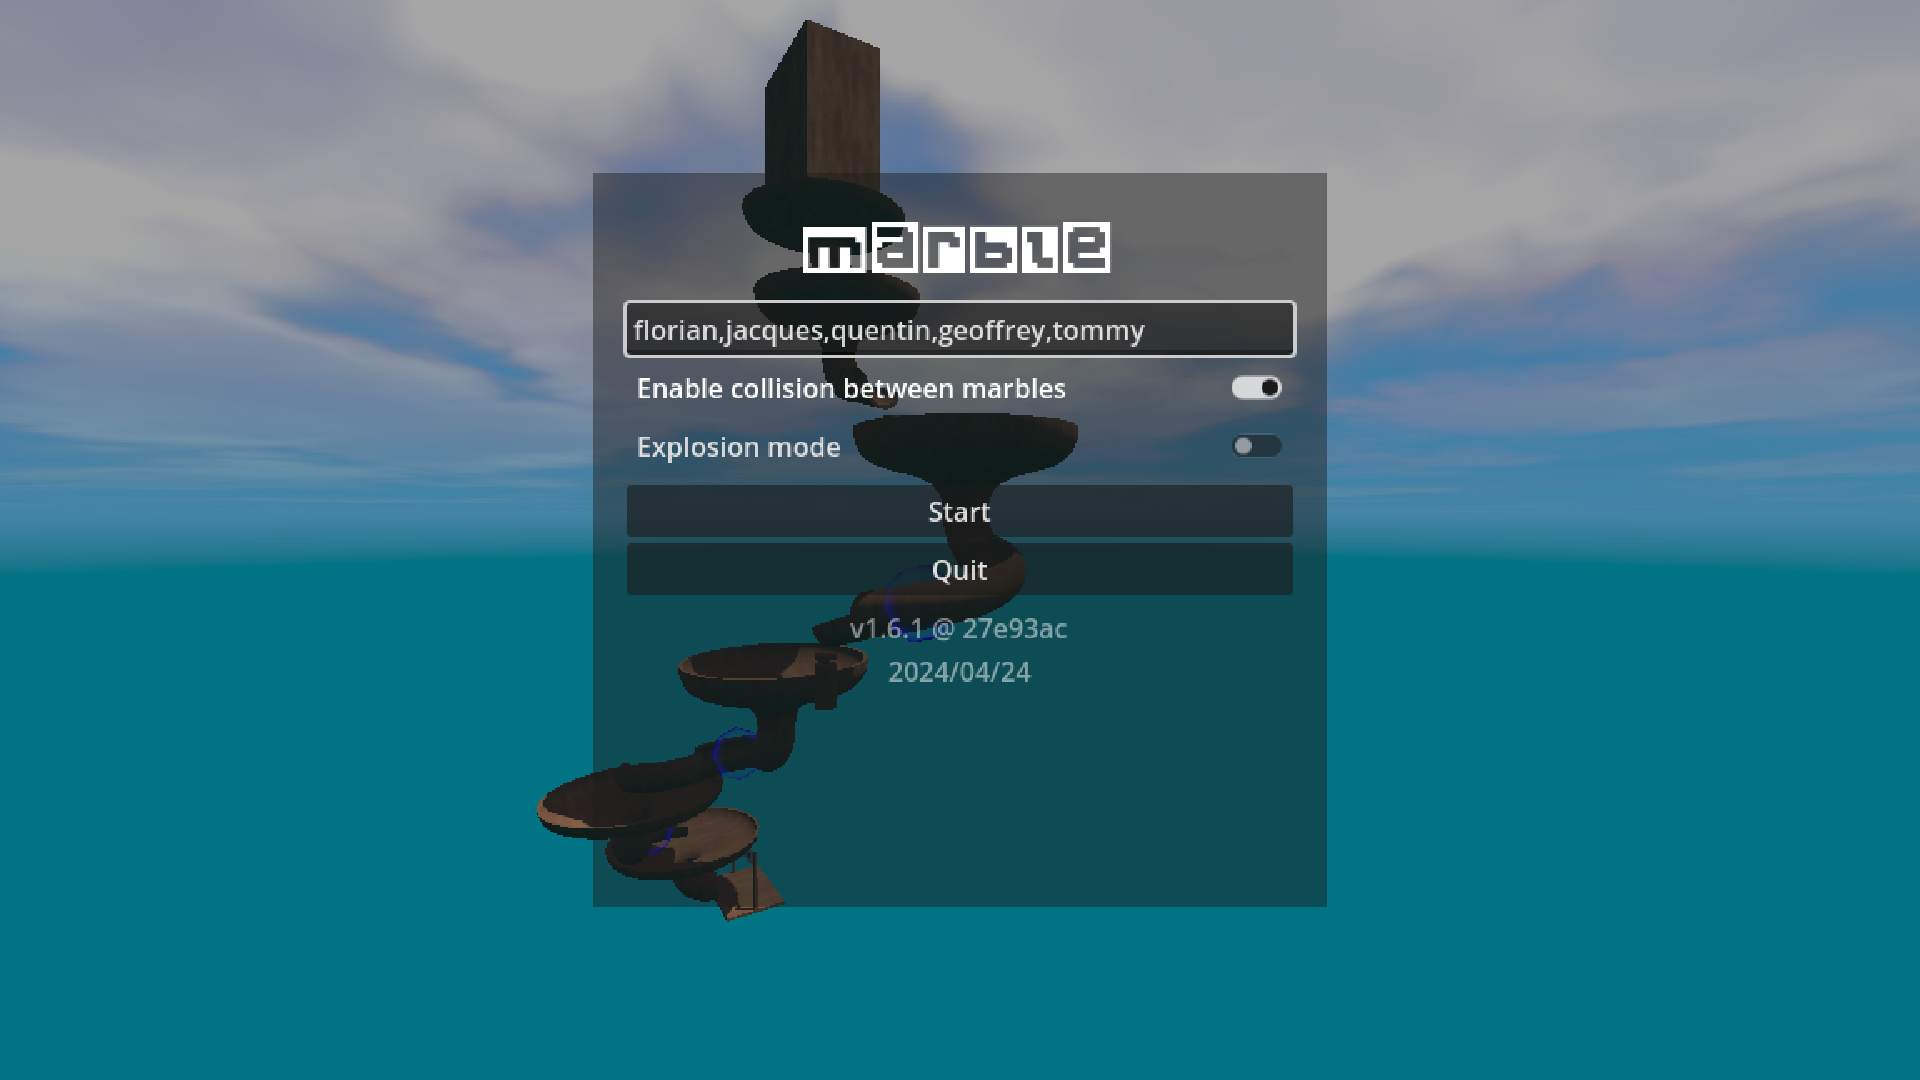 marble
florian,jacques,quentin,geoffrey,tommy
Enable collision between marbles
Explosion mode
Start
Quit
v1.6.1 @ 27e93ac
2024/04/24